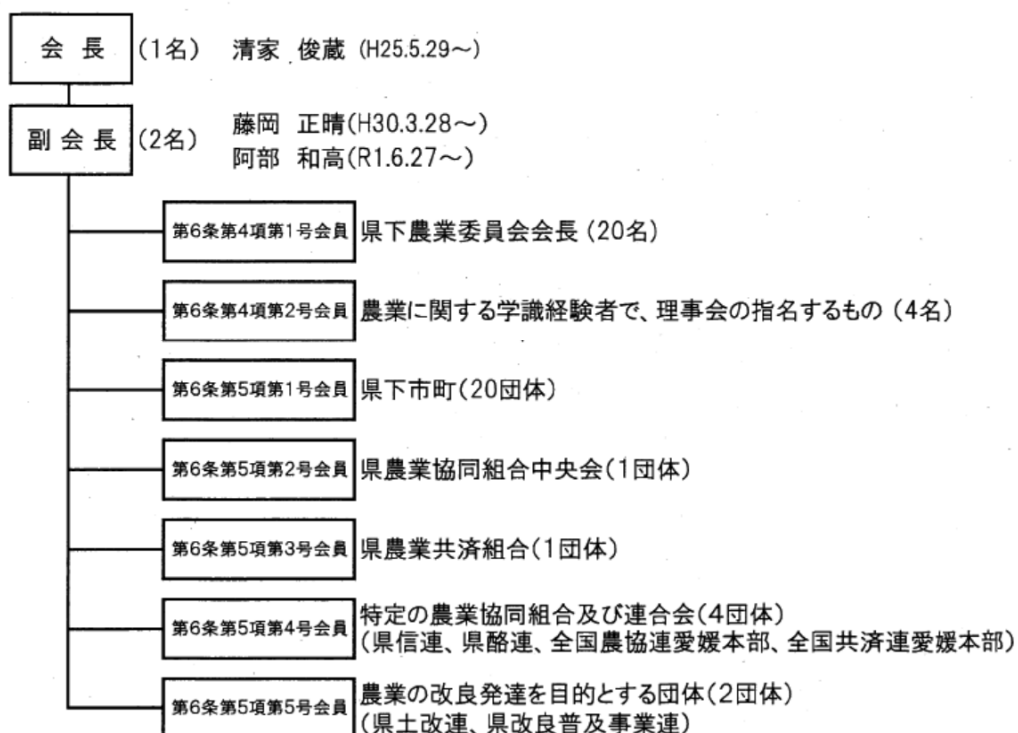 会長 (1名) 清家 俊蔵 (H25.5.29～)
副会長 (2名) 藤岡 正晴(H30.3.28～)
阿部 和高(R1.6.27～)
第6条第4項第1号会員 県下農業委員会会長 (20名)
第6条第4項第2号会員 農業に関する学識経験者で、理事会の指名するもの (4名)
第6条第5項第1号会員 県下市町(20団体)
第6条第5項第2号会員 県農業協同組合中央会(1団体)
第6条第5項第3号会員 県農業共済組合(1団体)
第6条第5項第4号会員 特定の農業協同組合及び連合会(4団体)
(県信連、県酪連、全国農協連愛媛本部、全国共済連愛媛本部)
第6条第5項第5号会員 農業の改良発達を目的とする団体(2団体)
(県土改連、県改良普及事業連)